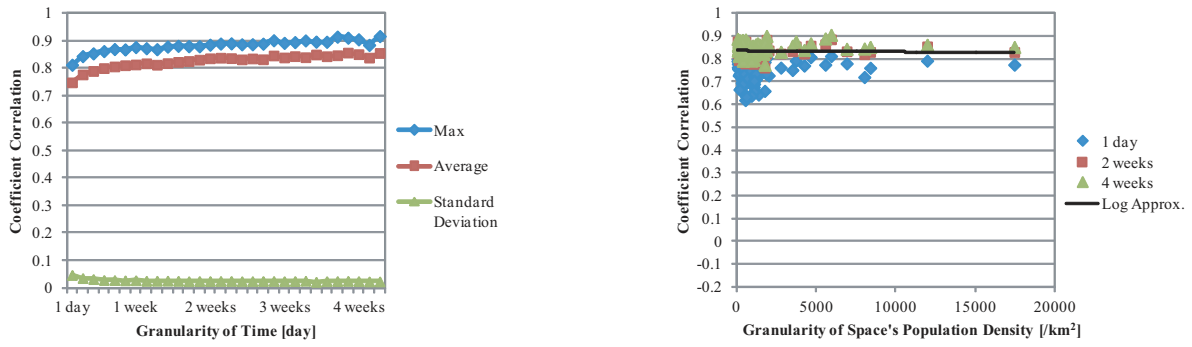 1
0.9
0.8
0.7
0.6
0.5
0.4
0.3
0.2
0.1
0
Coefficient Correlation
1 day
1 week
2 weeks
3 weeks
4 weeks
Granularity of Time [day]
Max
Average
Standard
Deviation
1
0.9
0.8
0.7
0.6
0.5
0.4
0.3
0.2
0.1
0
-0.1
-0.2
Coefficient Correlation
0
5000
10000
15000
20000
Granularity of Space's Population Density [/km²]
1 day
2 weeks
4 weeks
Log Approx.